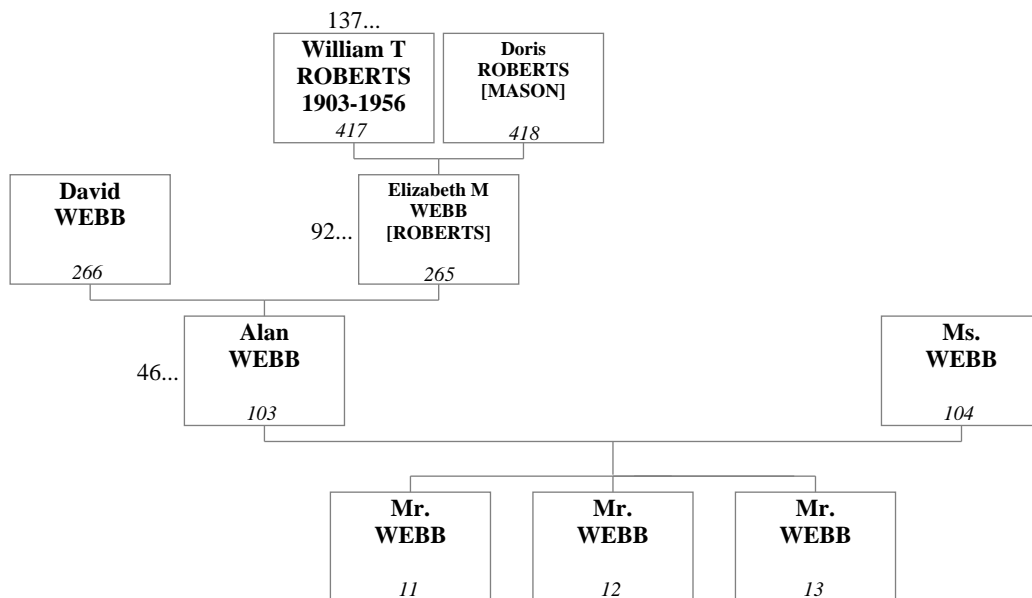 137...
William T
ROBERTS
1903-1956
417
Doris
ROBERTS
[MASON]
418
David
WEBB
266
92...
Elizabeth M
WEBB
[ROBERTS]
265
46...
Alan
WEBB
103
Ms.
WEBB
104
Mr.
WEBB
11
Mr.
WEBB
12
Mr.
WEBB
13